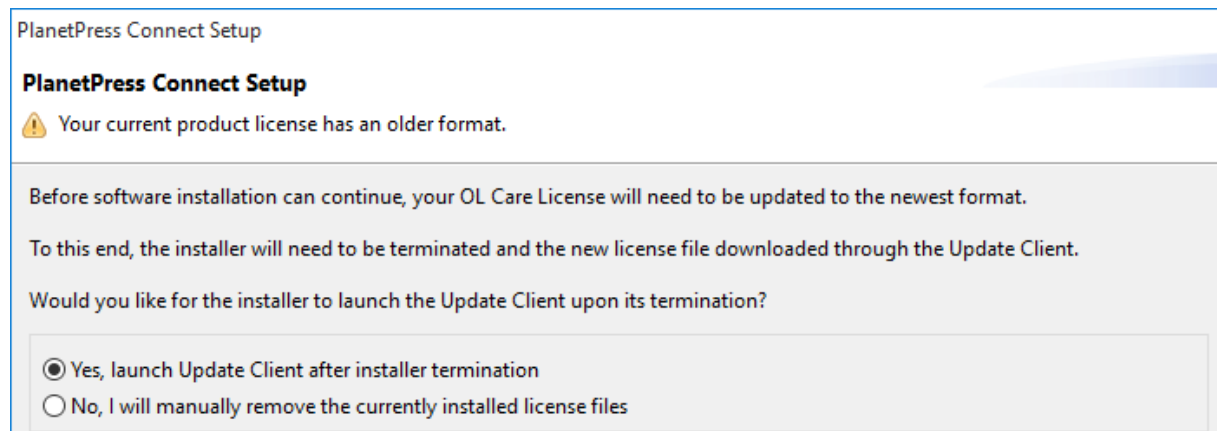 PlanetPress Connect Setup
PlanetPress Connect Setup
Your current product license has an older format.
Before software installation can continue, your OL Care License will need to be updated to the newest format.
To this end, the installer will need to be terminated and the new license file downloaded through the Update Client.
Would you like for the installer to launch the Update Client upon its termination?
Yes, launch Update Client after installer termination
No, I will manually remove the currently installed license files